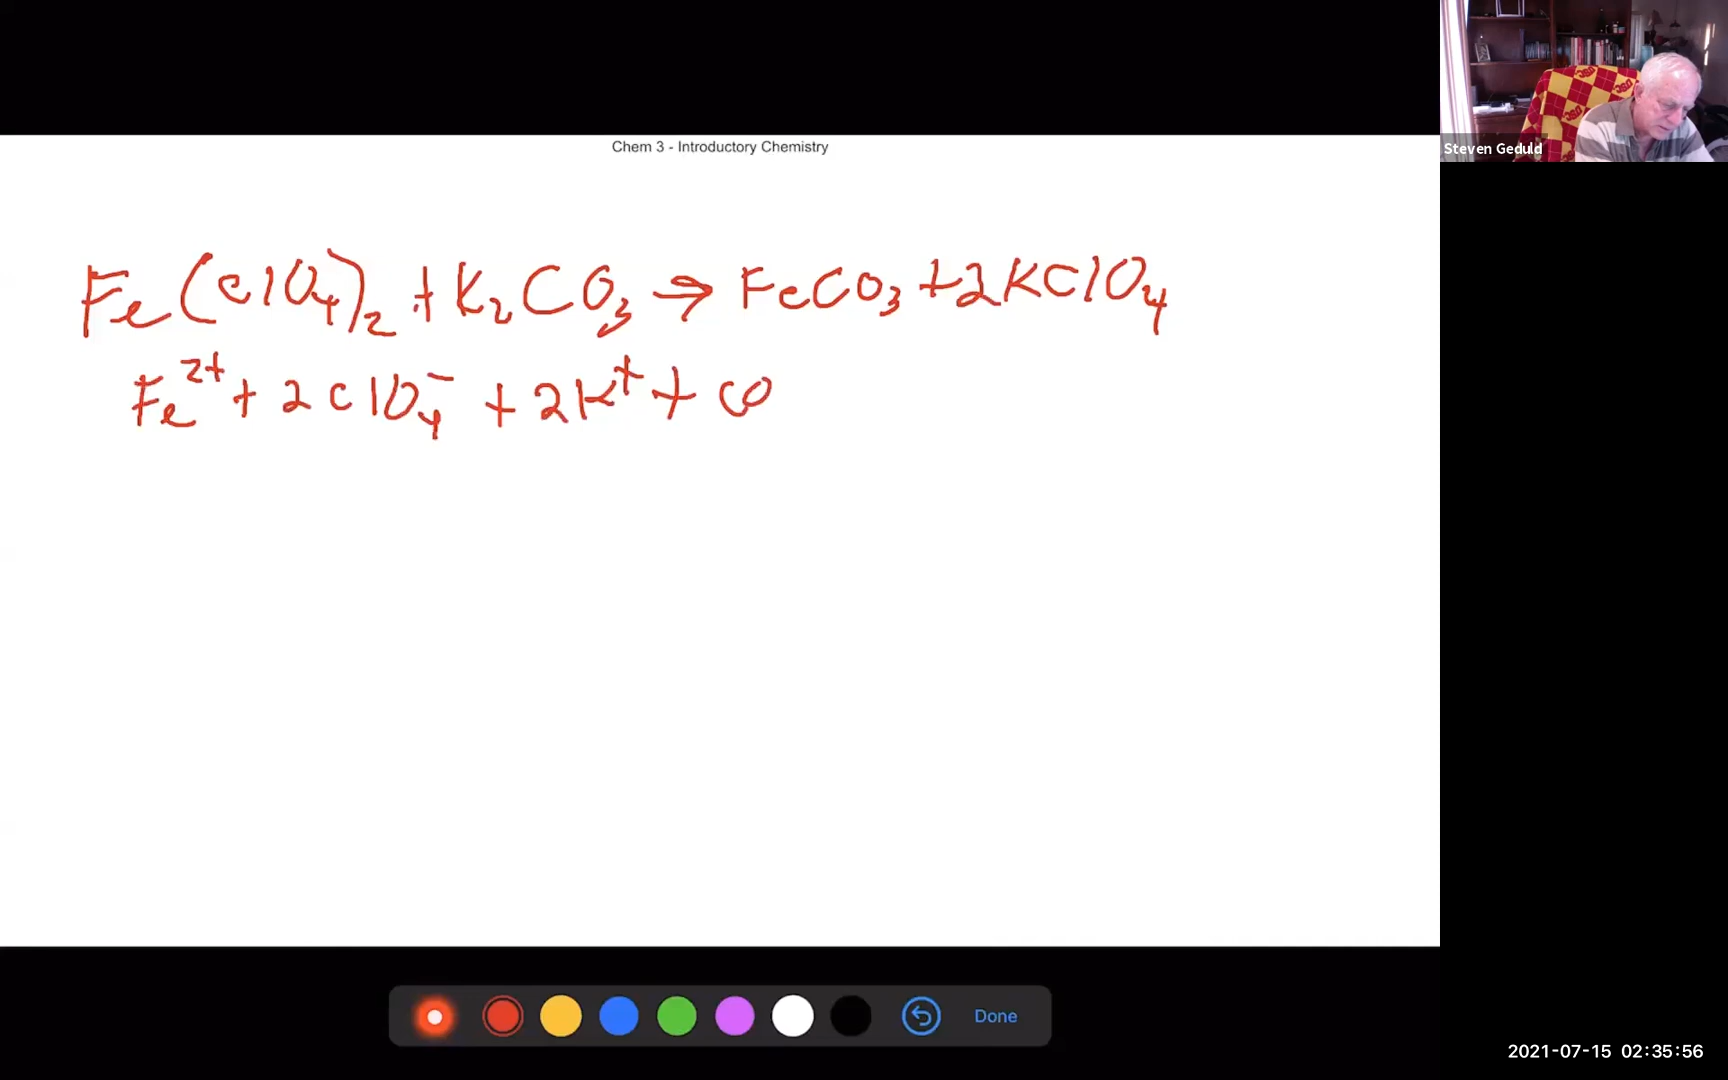 Chem 3 - Introductory Chemistry
Steven Geduld
Fe(ClO₄)₂ + K₂CO₃ → FeCO₃ + 2KClO₄
Fe²⁺ + 2ClO₄⁻ + 2K⁺ + CO
Done
2021-07-15 02:35:56